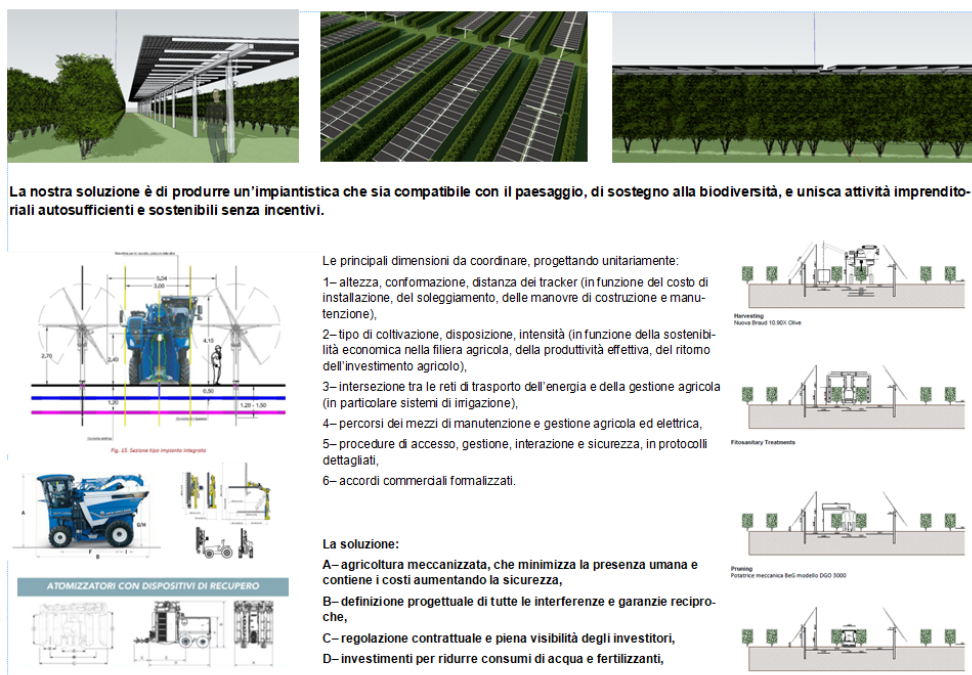 La nostra soluzione è di produrre un’impiantistica che sia compatibile con il paesaggio, di sostegno alla biodiversità, e unisca attività imprendito-
riali autosufficienti e sostenibili senza incentivi.
5,04
3,00
2,70
2,40
4,15
0,50
1,20
1,20 - 1,50
Fig. 15. Sezione tipo impianto integrato
A
F
I
G/H
B
ATOMIZZATORI CON DISPOSITIVI DI RECUPERO
Le principali dimensioni da coordinare, progettando unitariamente:
1– altezza, conformazione, distanza dei tracker (in funzione del costo di
installazione, del soleggiamento, delle manovre di costruzione e manu-
tenzione),
2– tipo di coltivazione, disposizione, intensità (in funzione della sostenibi-
lità economica nella filiera agricola, della produttività effettiva, del ritorno
dell’investimento agricolo),
3– intersezione tra le reti di trasporto dell’energia e della gestione agricola
(in particolare sistemi di irrigazione),
4– percorsi dei mezzi di manutenzione e gestione agricola ed elettrica,
5– procedure di accesso, gestione, interazione e sicurezza, in protocolli
dettagliati,
6– accordi commerciali formalizzati.
La soluzione:
A– agricoltura meccanizzata, che minimizza la presenza umana e
contiene i costi aumentando la sicurezza,
B– definizione progettuale di tutte le interferenze e garanzie recipro-
che,
C– regolazione contrattuale e piena visibilità degli investitori,
D– investimenti per ridurre consumi di acqua e fertilizzanti,
Harvesting
Nuova Braud 10.90X Olive
Fitosanitary Treatments
Pruning
Potatrice meccanica BeG modello DGO 3000